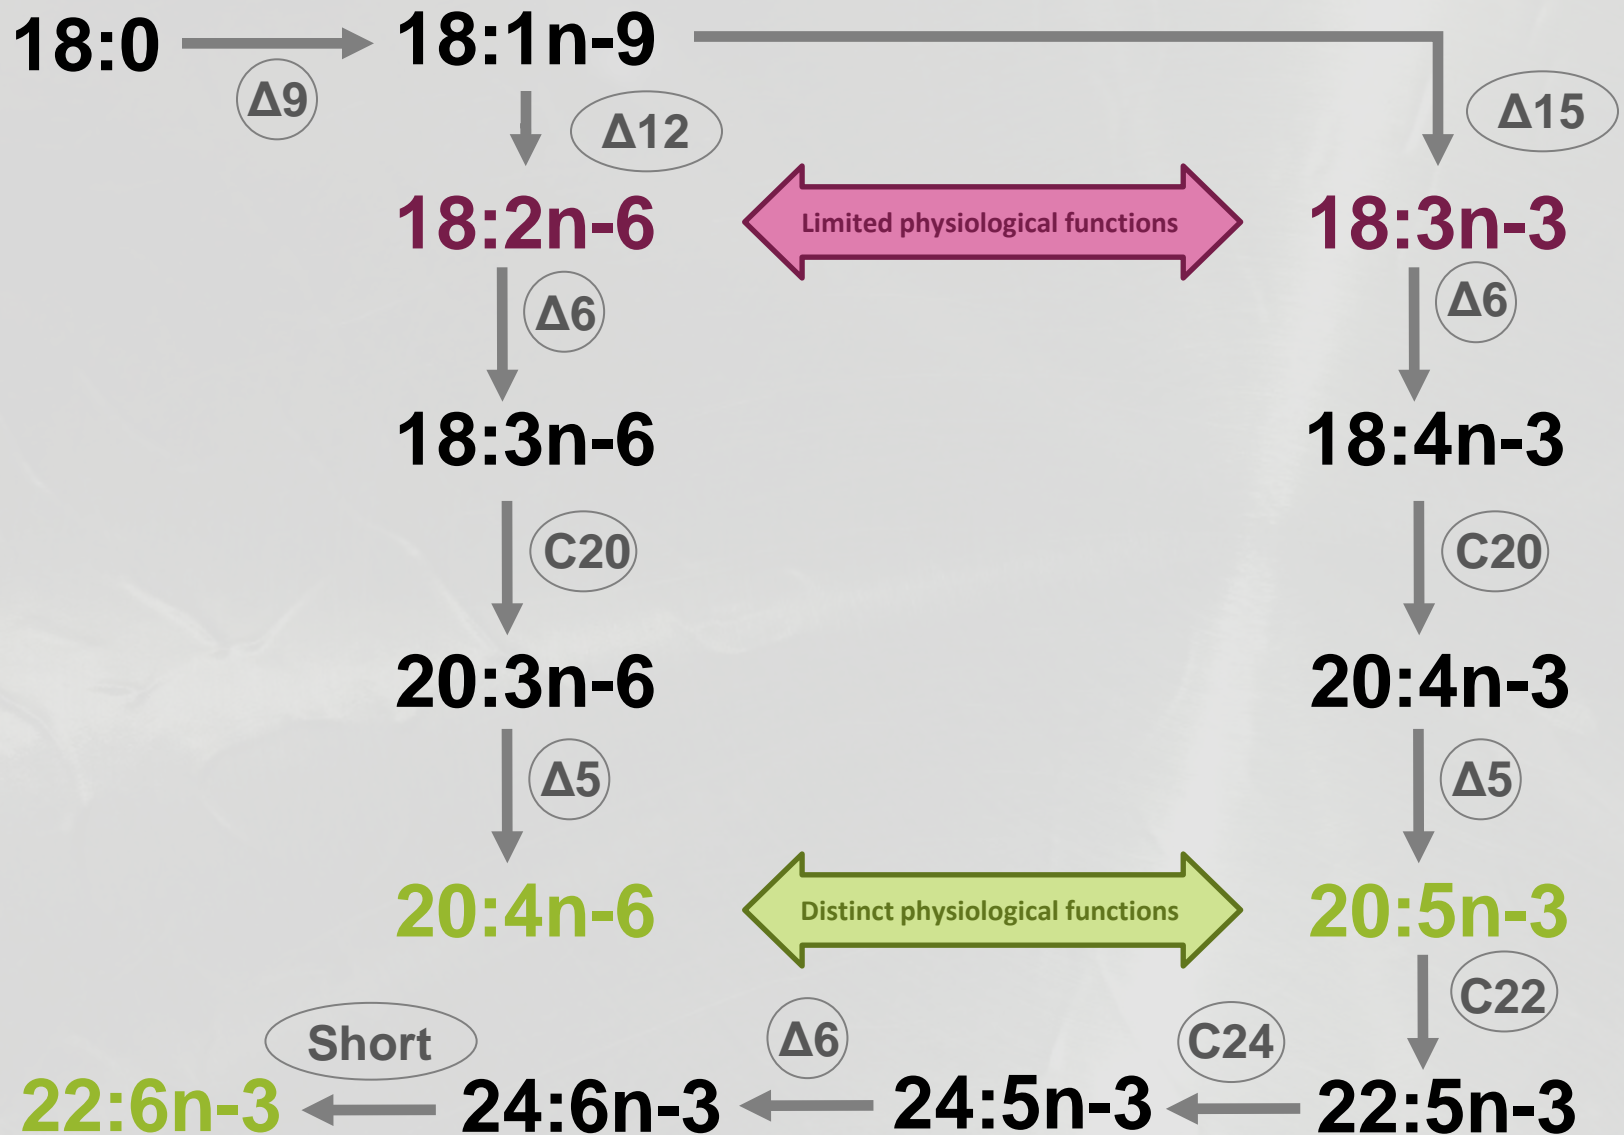 18:0
18:1n-9
Δ9
Δ12
Δ15
18:2n-6
Limited physiological functions
18:3n-3
Δ6
Δ6
18:3n-6
18:4n-3
C20
C20
20:3n-6
20:4n-3
Δ5
Δ5
20:4n-6
Distinct physiological functions
20:5n-3
C22
Short
Δ6
C24
22:6n-3
24:6n-3
24:5n-3
22:5n-3